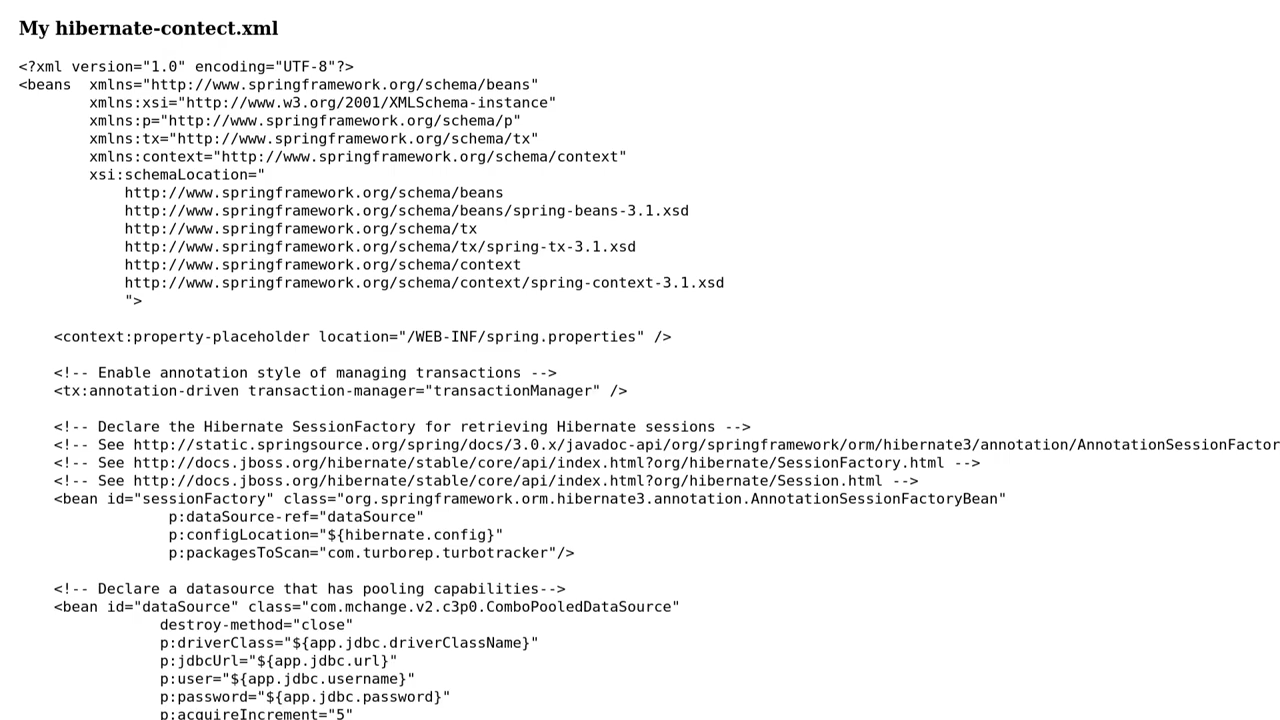 My hibernate-contect.xml
<?xml version="1.0" encoding="UTF-8"?>
<beans  xmlns="http://www.springframework.org/schema/beans"
        xmlns:xsi="http://www.w3.org/2001/XMLSchema-instance"
        xmlns:p="http://www.springframework.org/schema/p"
        xmlns:tx="http://www.springframework.org/schema/tx"
        xmlns:context="http://www.springframework.org/schema/context"
        xsi:schemaLocation="
            http://www.springframework.org/schema/beans
            http://www.springframework.org/schema/beans/spring-beans-3.1.xsd
            http://www.springframework.org/schema/tx
            http://www.springframework.org/schema/tx/spring-tx-3.1.xsd
            http://www.springframework.org/schema/context
            http://www.springframework.org/schema/context/spring-context-3.1.xsd
            ">
    <context:property-placeholder location="/WEB-INF/spring.properties" />
    <!-- Enable annotation style of managing transactions -->
    <tx:annotation-driven transaction-manager="transactionManager" />
    <!-- Declare the Hibernate SessionFactory for retrieving Hibernate sessions -->
    <!-- See http://static.springsource.org/spring/docs/3.0.x/javadoc-api/org/springframework/orm/hibernate3/annotation/AnnotationSessionFactor
    <!-- See http://docs.jboss.org/hibernate/stable/core/api/index.html?org/hibernate/SessionFactory.html -->
    <!-- See http://docs.jboss.org/hibernate/stable/core/api/index.html?org/hibernate/Session.html -->
    <bean id="sessionFactory" class="org.springframework.orm.hibernate3.annotation.AnnotationSessionFactoryBean"
                 p:dataSource-ref="dataSource"
                 p:configLocation="${hibernate.config}"
                 p:packagesToScan="com.turborep.turbotracker"/>
    <!-- Declare a datasource that has pooling capabilities-->
    <bean id="dataSource" class="com.mchange.v2.c3p0.ComboPooledDataSource"
                destroy-method="close"
                p:driverClass="${app.jdbc.driverClassName}"
                p:jdbcUrl="${app.jdbc.url}"
                p:user="${app.jdbc.username}"
                p:password="${app.jdbc.password}"
                p:acquireIncrement="5"